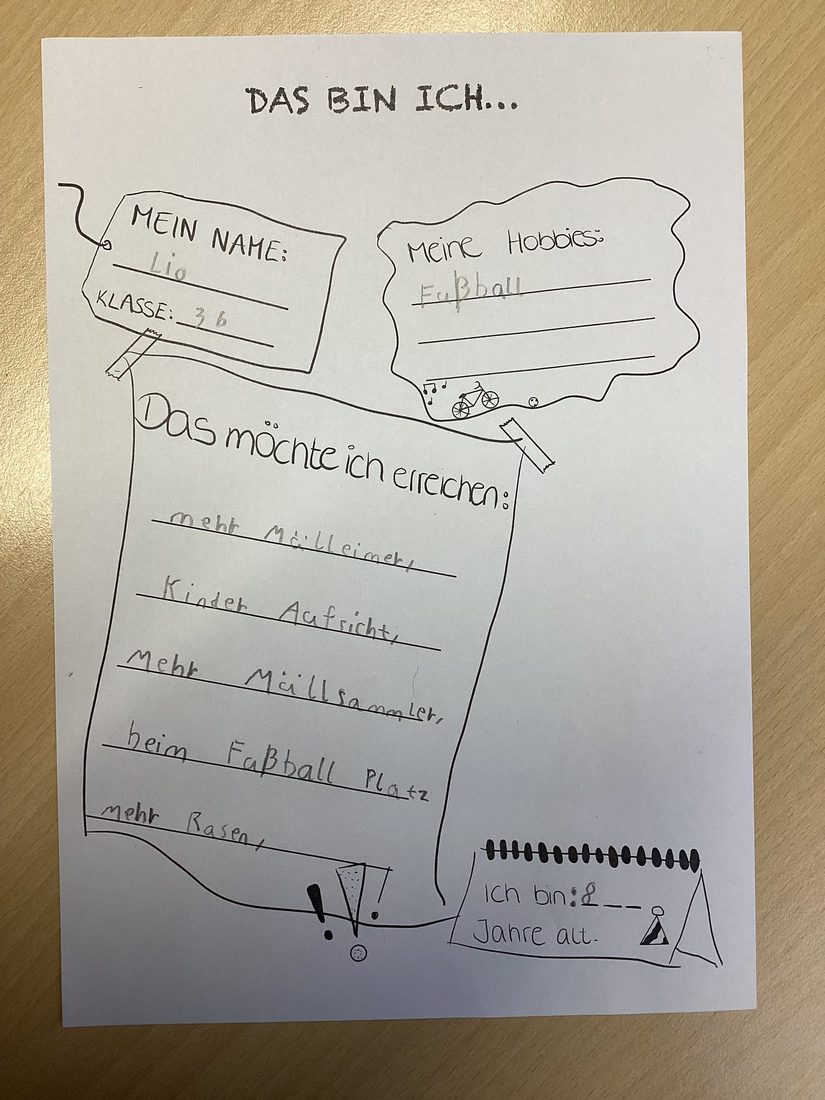 DAS BIN ICH...
MEIN NAME:
Lio
KLASSE: 3b
Meine Hobbies:
Fußball
Das möchte ich erreichen:
mehr Mülleimer,
Kinder Aufsicht,
Mehr Müllsammler,
beim Fußball Platz
mehr Rasen,
Ich bin: 8
Jahre alt.